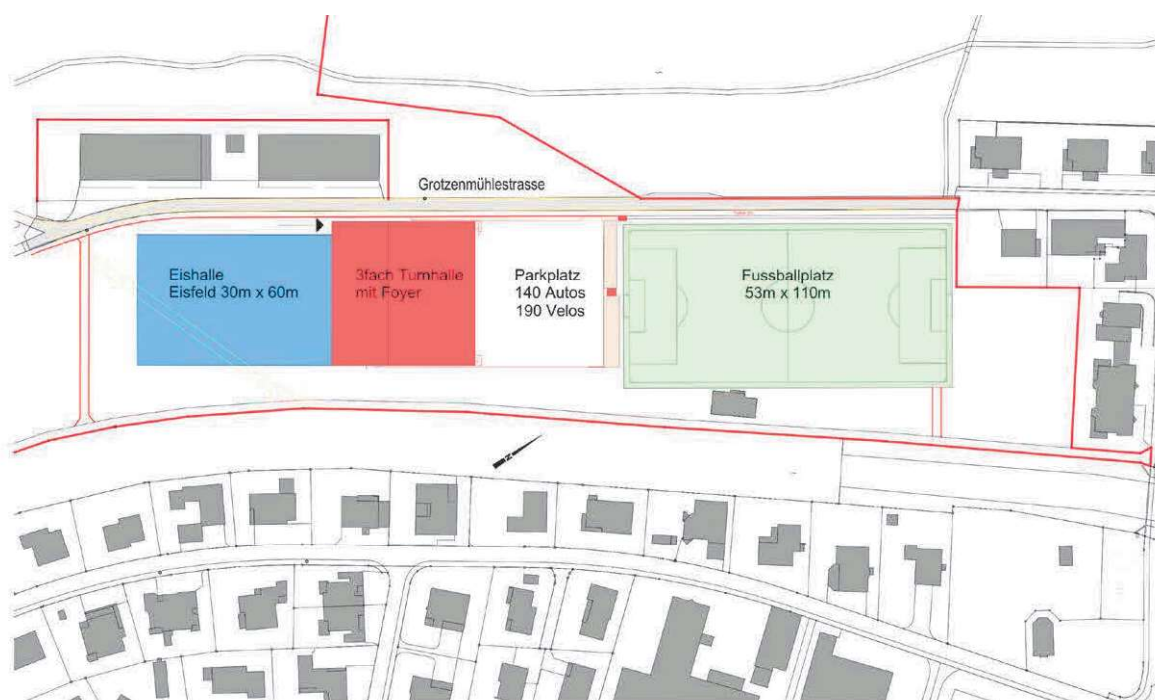 Grotzenmühlestrasse
Eishalle
Eisfeld 30m x 60m
3fach Turnhalle
mit Foyer
Parkplatz
140 Autos
190 Velos
Fussballplatz
53m x 110m
N